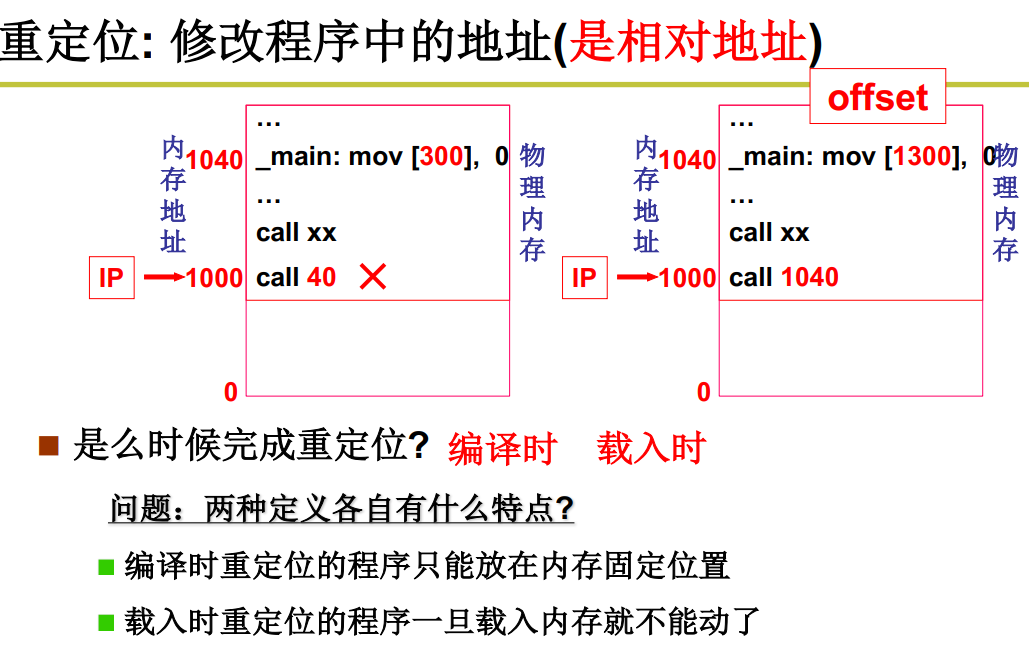 重定位: 修改程序中的地址(是相对地址)
offset
内存地址
1040
...
_main: mov [300], 0
...
call xx
IP
1000
call 40
0
物理内存
内存地址
1040
...
_main: mov [1300], 0
...
call xx
IP
1000
call 1040
0
物理内存
是么时候完成重定位? 编译时 载入时
问题：两种定义各自有什么特点?
编译时重定位的程序只能放在内存固定位置
载入时重定位的程序一旦载入内存就不能动了